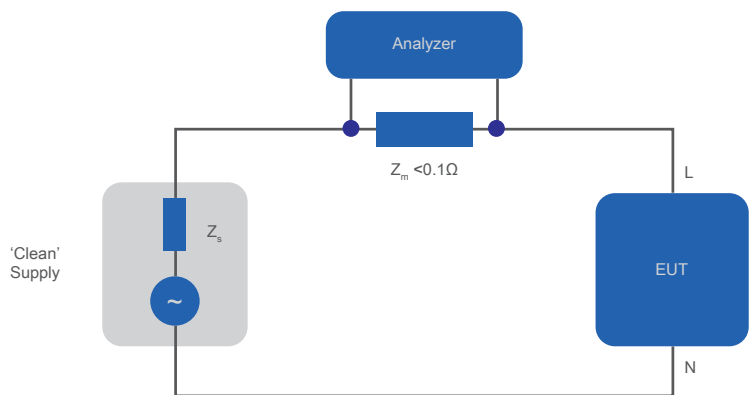 Analyzer
Zm <0.1Ω
L
‘Clean’
Supply
Zs
~
EUT
N